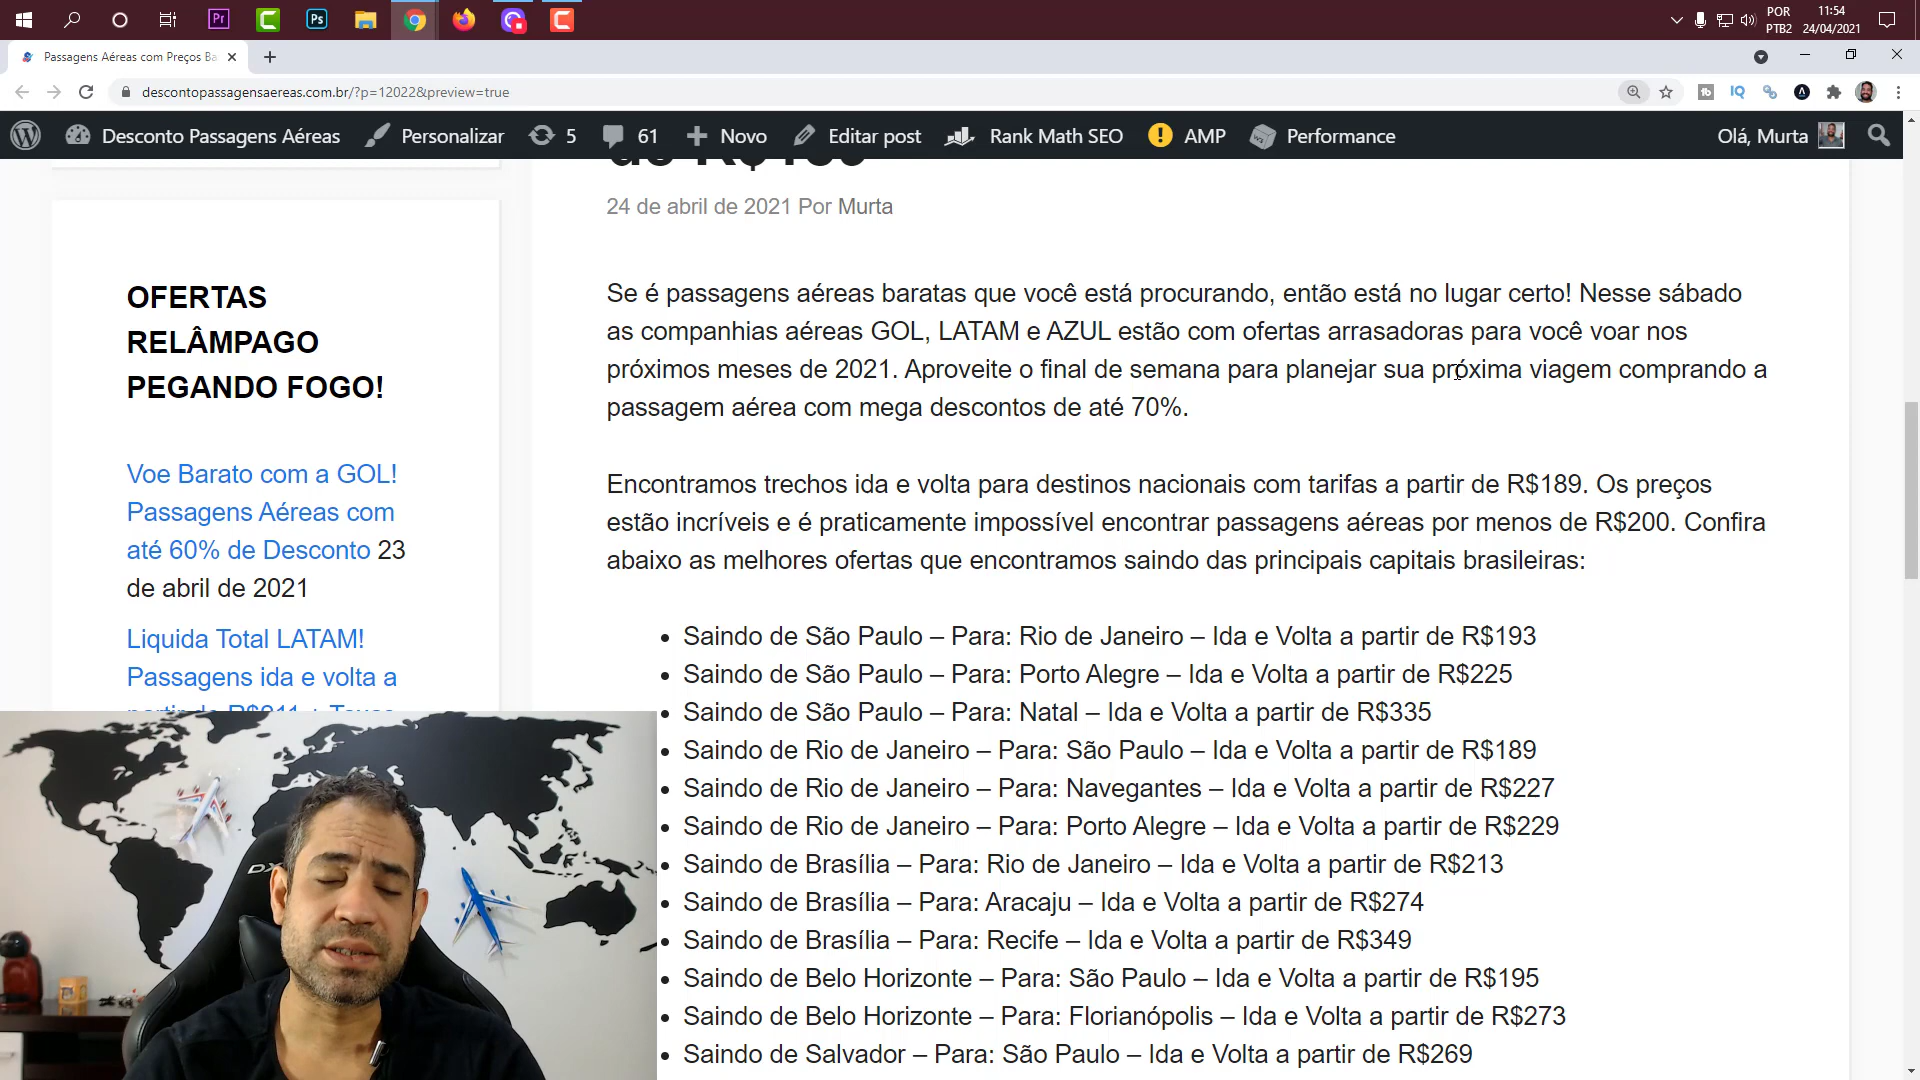 POR
PTB2
11:54
24/04/2021
Passagens Aéreas com Preços Ba
descontopassagensaereas.com.br/?p=12022&preview=true
Desconto Passagens Aéreas
Personalizar
5
61
Novo
Editar post
Rank Math SEO
AMP
Performance
Olá, Murta
24 de abril de 2021 Por Murta
OFERTAS
RELÂMPAGO
PEGANDO FOGO!
Voe Barato com a GOL!
Passagens Aéreas com
até 60% de Desconto 23
de abril de 2021
Liquida Total LATAM!
Passagens ida e volta a
Se é passagens aéreas baratas que você está procurando, então está no lugar certo! Nesse sábado
as companhias aéreas GOL, LATAM e AZUL estão com ofertas arrasadoras para você voar nos
próximos meses de 2021. Aproveite o final de semana para planejar sua próxima viagem comprando a
passagem aérea com mega descontos de até 70%.
Encontramos trechos ida e volta para destinos nacionais com tarifas a partir de R$189. Os preços
estão incríveis e é praticamente impossível encontrar passagens aéreas por menos de R$200. Confira
abaixo as melhores ofertas que encontramos saindo das principais capitais brasileiras:
Saindo de São Paulo – Para: Rio de Janeiro – Ida e Volta a partir de R$193
Saindo de São Paulo – Para: Porto Alegre – Ida e Volta a partir de R$225
Saindo de São Paulo – Para: Natal – Ida e Volta a partir de R$335
Saindo de Rio de Janeiro – Para: São Paulo – Ida e Volta a partir de R$189
Saindo de Rio de Janeiro – Para: Navegantes – Ida e Volta a partir de R$227
Saindo de Rio de Janeiro – Para: Porto Alegre – Ida e Volta a partir de R$229
Saindo de Brasília – Para: Rio de Janeiro – Ida e Volta a partir de R$213
Saindo de Brasília – Para: Aracaju – Ida e Volta a partir de R$274
Saindo de Brasília – Para: Recife – Ida e Volta a partir de R$349
Saindo de Belo Horizonte – Para: São Paulo – Ida e Volta a partir de R$195
Saindo de Belo Horizonte – Para: Florianópolis – Ida e Volta a partir de R$273
Saindo de Salvador – Para: São Paulo – Ida e Volta a partir de R$269